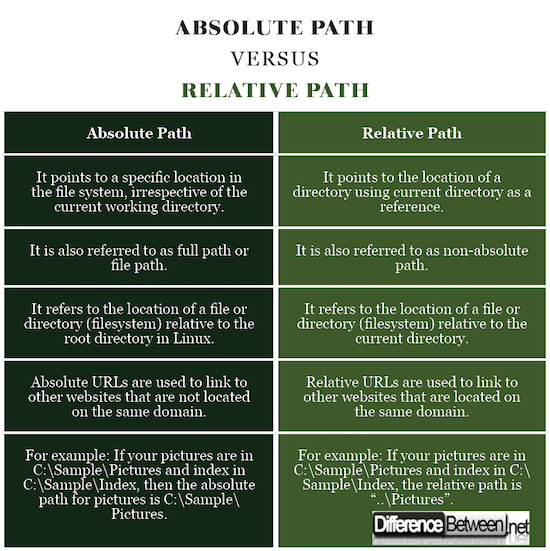 ABSOLUTE PATH
VERSUS
RELATIVE PATH
Absolute Path
Relative Path
It points to a specific location in
the file system, irrespective of the
current working directory.
It points to the location of a
directory using current directory as a
reference.
It is also referred to as full path or
file path.
It is also referred to as non-absolute
path.
It refers to the location of a file or
directory (filesystem) relative to the
root directory in Linux.
It refers to the location of a file or
directory (filesystem) relative to the
current directory.
Absolute URLs are used to link to
other websites that are not located
on the same domain.
Relative URLs are used to link to
other websites that are located on
the same domain.
For example: If your pictures are in
C:\Sample\Pictures and index in
C:\Sample\Index, then the absolute
path for pictures is C:\Sample\
Pictures.
For example: If your pictures are in
C:\Sample\Pictures and index in C:\
Sample\Index, the relative path is
“..\Pictures”.
Difference Between.net